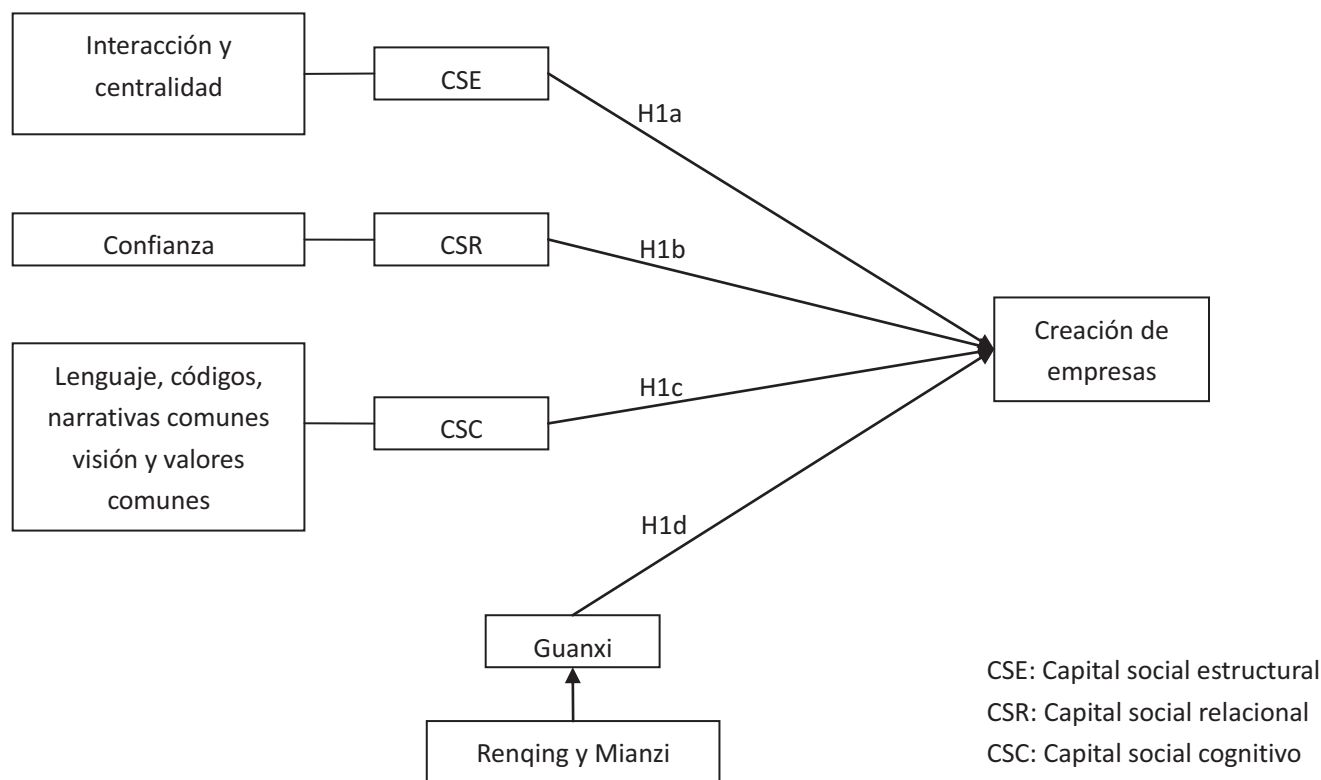 Interacción y
centralidad
CSE
H1a
Confianza
CSR
H1b
Lenguaje, códigos,
narrativas comunes
visión y valores
comunes
CSC
H1c
Creación de
empresas
H1d
Guanxi
Renqing y Mianzi
CSE: Capital social estructural
CSR: Capital social relacional
CSC: Capital social cognitivo